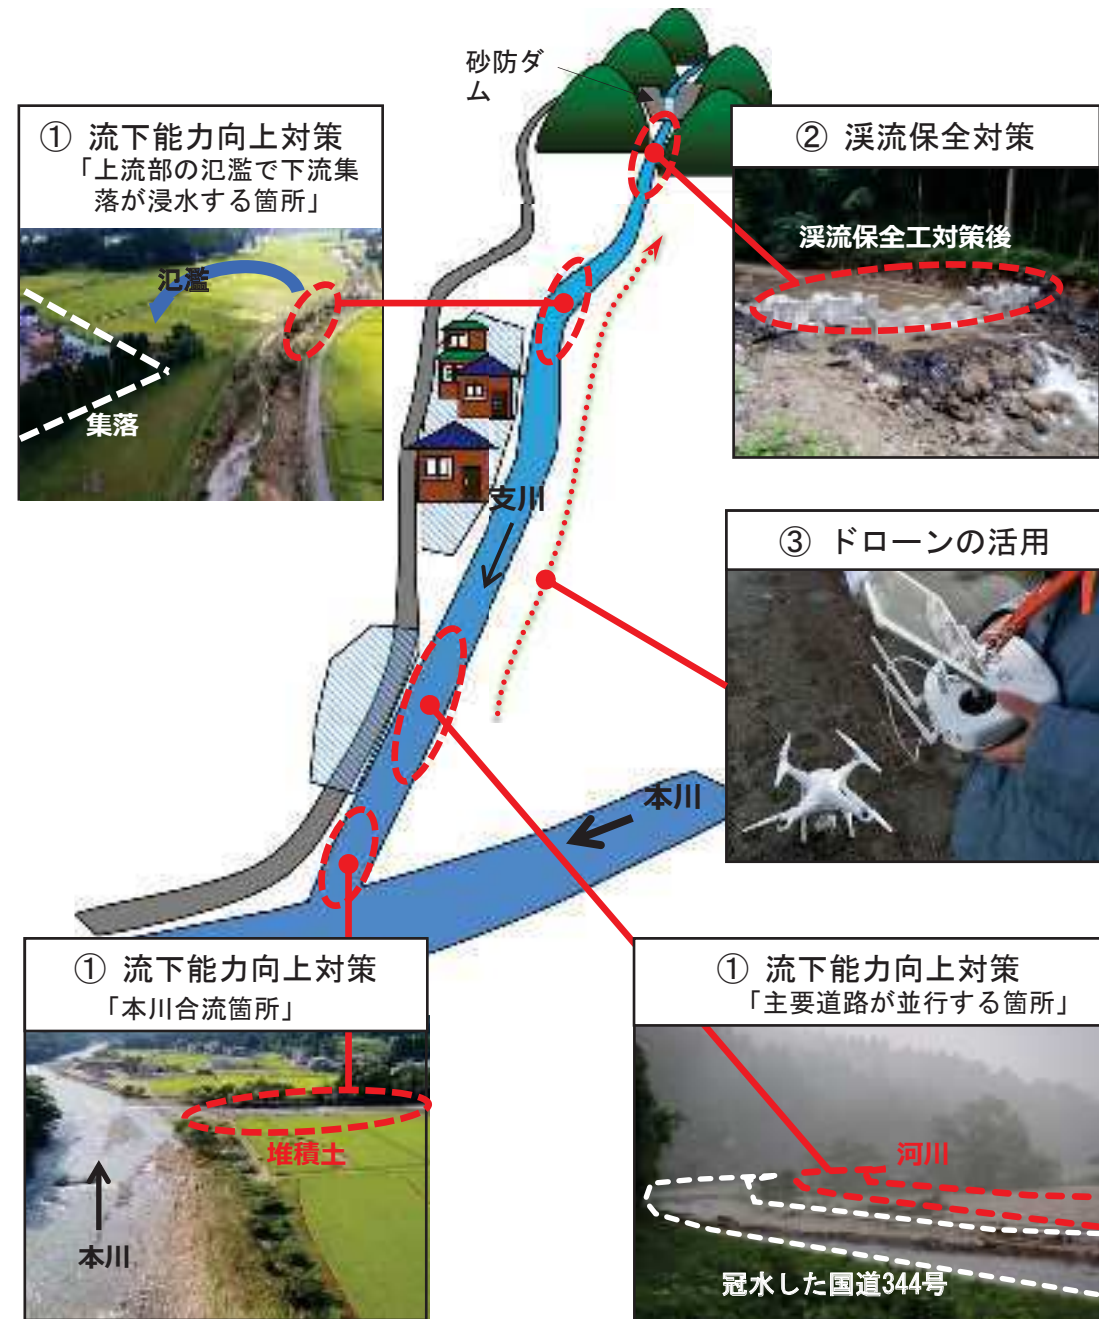 砂防ダ
ム
① 流下能力向上対策
「上流部の氾濫で下流集
落が浸水する箇所」
氾濫
集落
② 渓流保全対策
渓流保全工対策後
支川
③ ドローンの活用
本川
① 流下能力向上対策
「本川合流箇所」
堆積土
本川
① 流下能力向上対策
「主要道路が並行する箇所」
河川
冠水した国道344号